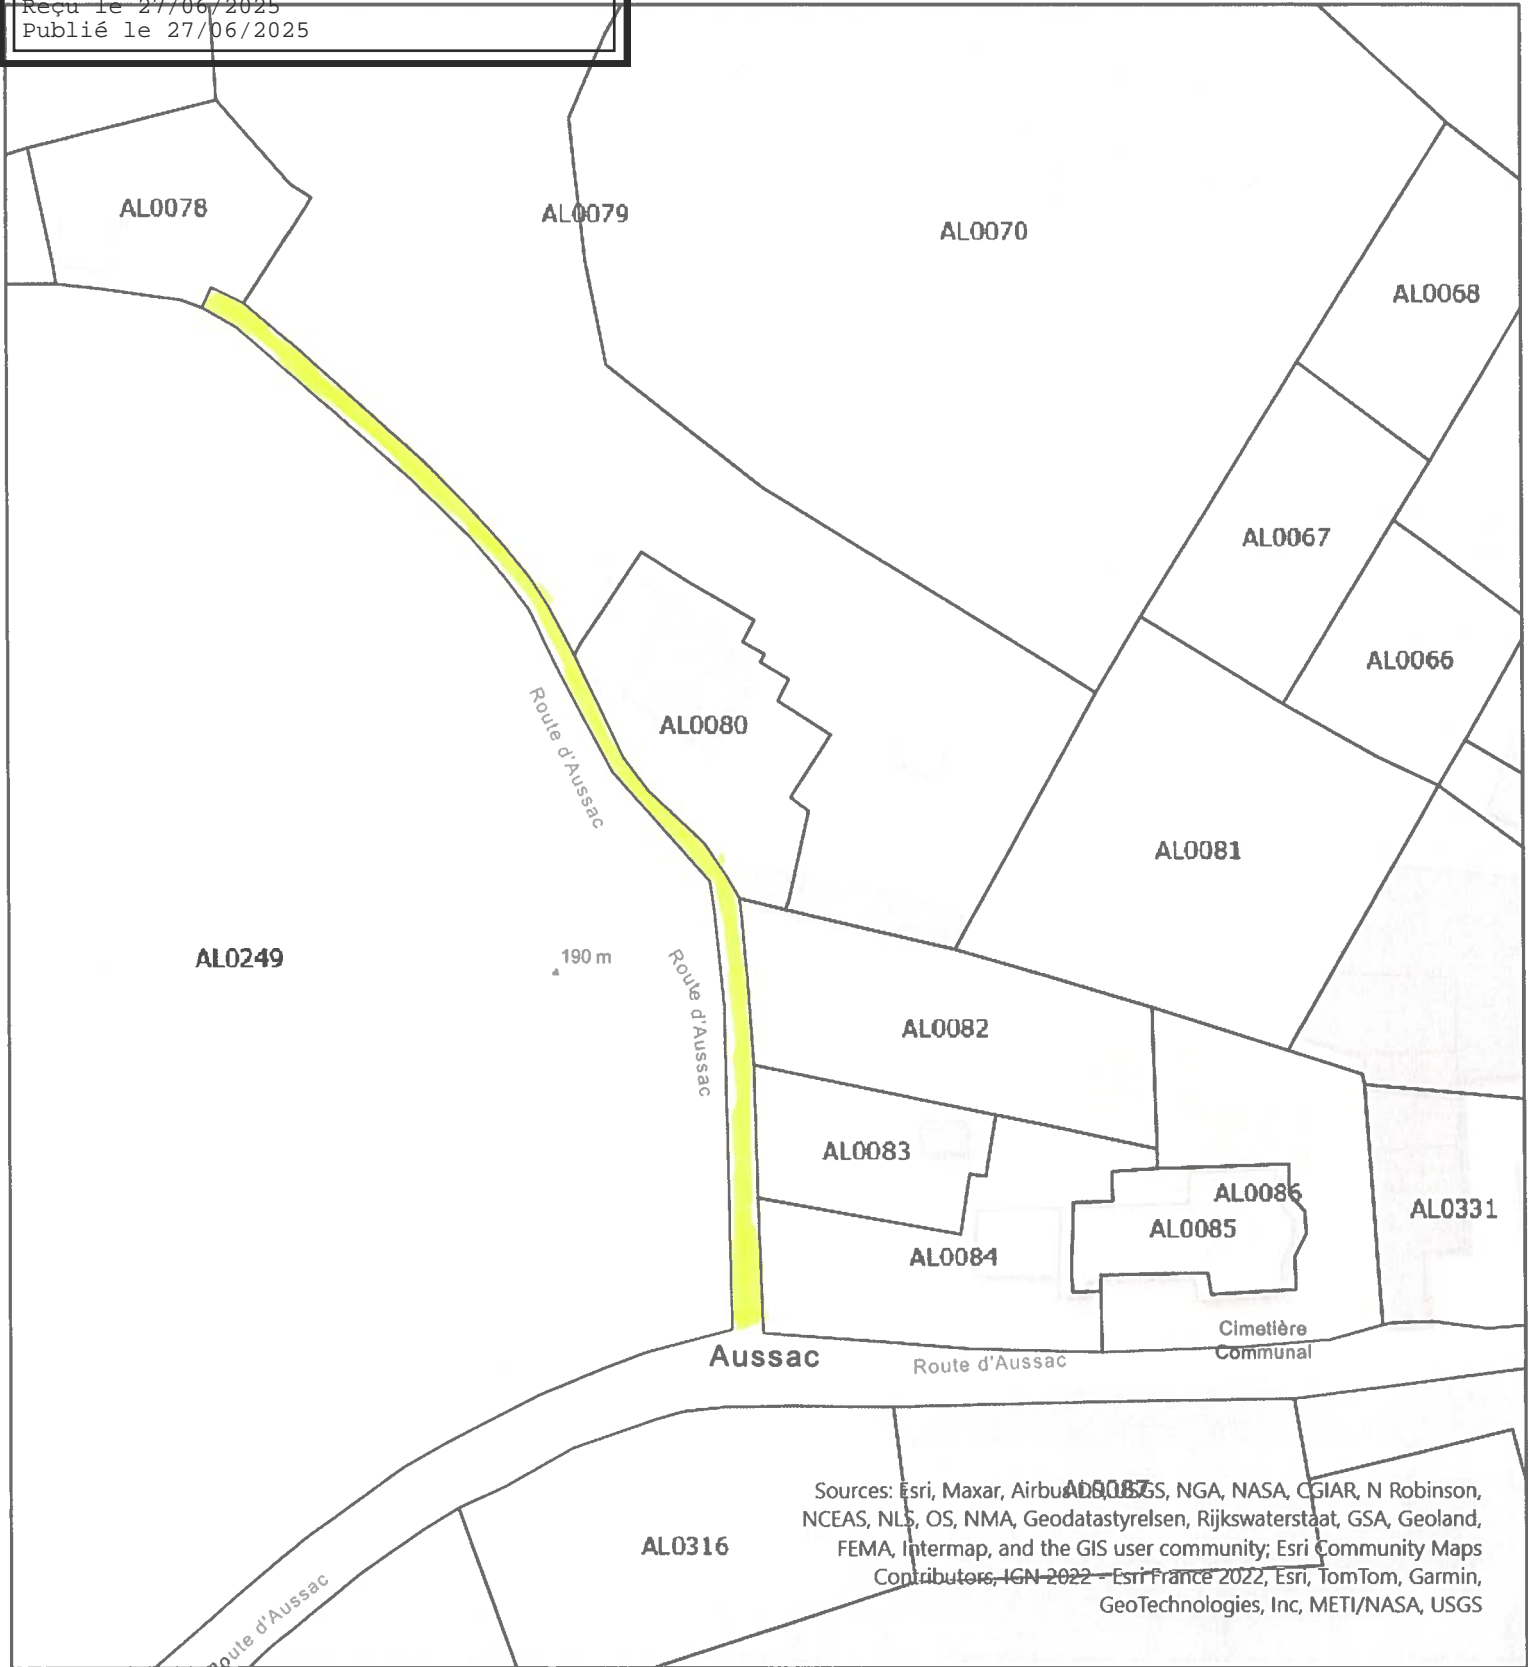 Reçu le 27/06/2025
Publié le 27/06/2025
AL0078
AL0079
AL0070
AL0068
AL0067
AL0066
AL0080
Route d'Aussac
AL0081
AL0249
190 m
Route d'Aussac
AL0082
AL0083
AL0086
AL0085
AL0331
AL0084
Cimetière
Communal
Aussac
Route d'Aussac
AL0087
Sources: Esri, Maxar, Airbus DS, USGS, NGA, NASA, CGIAR, N Robinson,
NCEAS, NLS, OS, NMA, Geodatastyrelsen, Rijkswaterstaat, GSA, Geoland,
FEMA, Intermap, and the GIS user community; Esri Community Maps
Contributors, IGN 2022 - Esri France 2022, Esri, TomTom, Garmin,
GeoTechnologies, Inc, METI/NASA, USGS
AL0316
Route d'Aussac